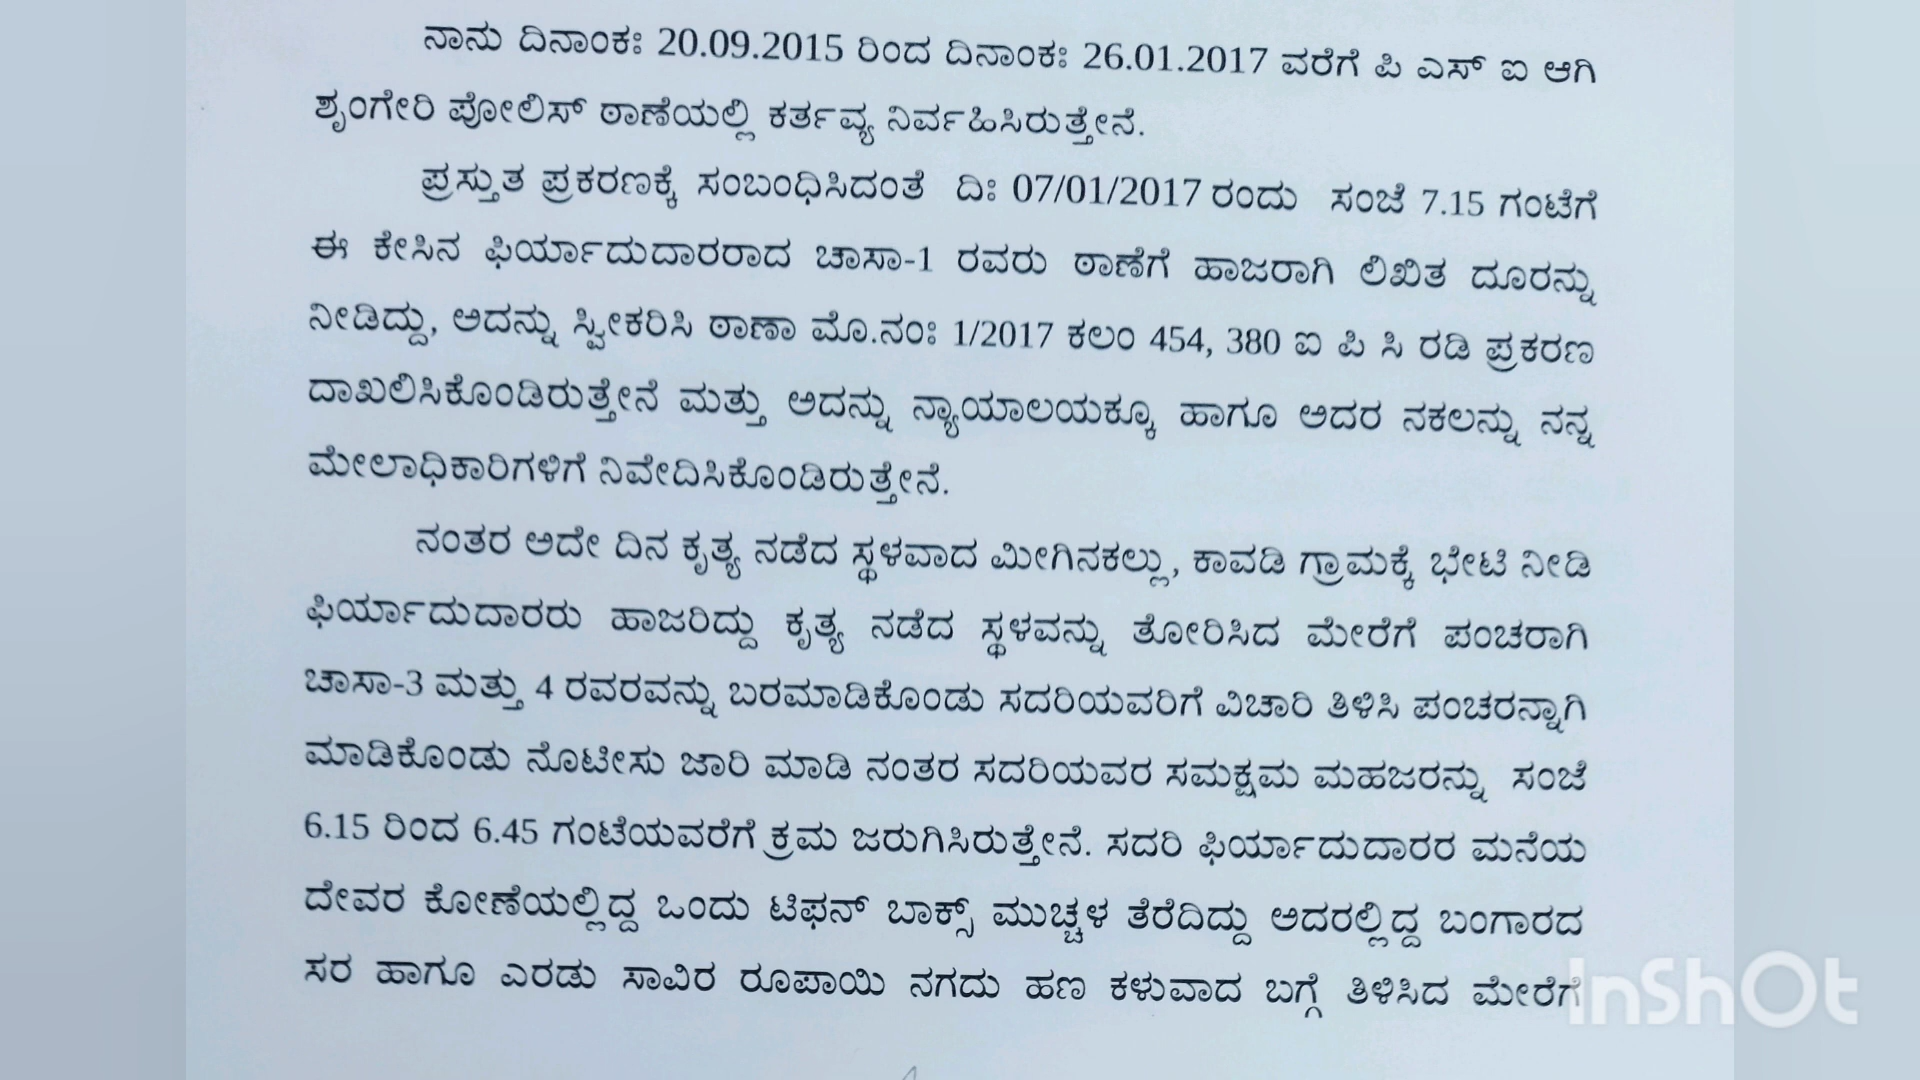 ನಾನು ದಿನಾಂಕಃ 20.09.2015 ರಿಂದ ದಿನಾಂಕಃ 26.01.2017 ವರೆಗೆ ಪಿ ಎಸ್ ಐ ಆಗಿ
ಶೃಂಗೇರಿ ಪೋಲಿಸ್ ಠಾಣೆಯಲ್ಲಿ ಕರ್ತವ್ಯ ನಿರ್ವಹಿಸಿರುತ್ತೇನೆ.
ಪ್ರಸ್ತುತ ಪ್ರಕರಣಕ್ಕೆ ಸಂಬಂಧಿಸಿದಂತೆ ದಿಃ 07/01/2017 ರಂದು ಸಂಜೆ 7.15 ಗಂಟೆಗೆ
ಈ ಕೇಸಿನ ಫಿರ್ಯಾದುದಾರರಾದ ಚಾಸಾ-1 ರವರು ಠಾಣೆಗೆ ಹಾಜರಾಗಿ ಲಿಖಿತ ದೂರನ್ನು
ನೀಡಿದ್ದು, ಅದನ್ನು ಸ್ವೀಕರಿಸಿ ಠಾಣಾ ಮೊ.ನಂಃ 1/2017 ಕಲಂ 454, 380 ಐ ಪಿ ಸಿ ರಡಿ ಪ್ರಕರಣ
ದಾಖಲಿಸಿಕೊಂಡಿರುತ್ತೇನೆ ಮತ್ತು ಅದನ್ನು ನ್ಯಾಯಾಲಯಕ್ಕೂ ಹಾಗೂ ಅದರ ನಕಲನ್ನು ನನ್ನ
ಮೇಲಾಧಿಕಾರಿಗಳಿಗೆ ನಿವೇದಿಸಿಕೊಂಡಿರುತ್ತೇನೆ.
ನಂತರ ಅದೇ ದಿನ ಕೃತ್ಯ ನಡೆದ ಸ್ಥಳವಾದ ಮೀಗಿನಕಲ್ಲು, ಕಾವಡಿ ಗ್ರಾಮಕ್ಕೆ ಭೇಟಿ ನೀಡಿ
ಫಿರ್ಯಾದುದಾರರು ಹಾಜರಿದ್ದು ಕೃತ್ಯ ನಡೆದ ಸ್ಥಳವನ್ನು ತೋರಿಸಿದ ಮೇರೆಗೆ ಪಂಚರಾಗಿ
ಚಾಸಾ-3 ಮತ್ತು 4 ರವರವನ್ನು ಬರಮಾಡಿಕೊಂಡು ಸದರಿಯವರಿಗೆ ವಿಚಾರಿ ತಿಳಿಸಿ ಪಂಚರನ್ನಾಗಿ
ಮಾಡಿಕೊಂಡು ನೊಟೀಸು ಜಾರಿ ಮಾಡಿ ನಂತರ ಸದರಿಯವರ ಸಮಕ್ಷಮ ಮಹಜರನ್ನು ಸಂಜೆ
6.15 ರಿಂದ 6.45 ಗಂಟೆಯವರೆಗೆ ಕ್ರಮ ಜರುಗಿಸಿರುತ್ತೇನೆ. ಸದರಿ ಫಿರ್ಯಾದುದಾರರ ಮನೆಯ
ದೇವರ ಕೋಣೆಯಲ್ಲಿದ್ದ ಒಂದು ಟಿಫನ್ ಬಾಕ್ಸ್ ಮುಚ್ಚಳ ತೆರೆದಿದ್ದು ಅದರಲ್ಲಿದ್ದ ಬಂಗಾರದ
ಸರ ಹಾಗೂ ಎರಡು ಸಾವಿರ ರೂಪಾಯಿ ನಗದು ಹಣ ಕಳುವಾದ ಬಗ್ಗೆ ತಿಳಿಸಿದ ಮೇರೆಗೆ
InShOt